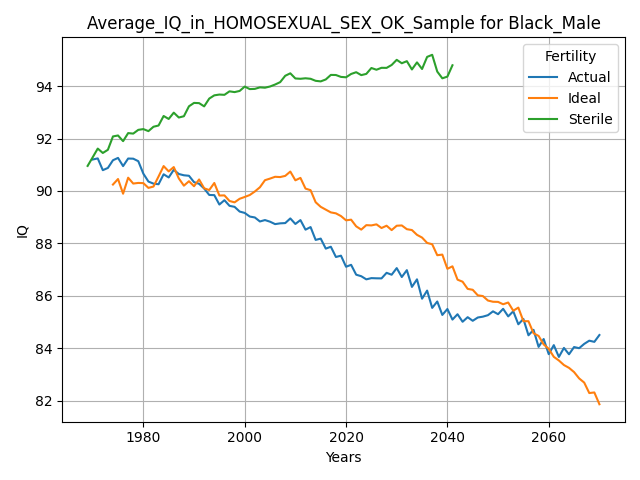 Average_IQ_in_HOMOSEXUAL_SEX_OK_Sample for Black_Male
Fertility
Actual
Ideal
Sterile
94
92
90
88
86
84
82
IQ
1980
2000
2020
2040
2060
Years